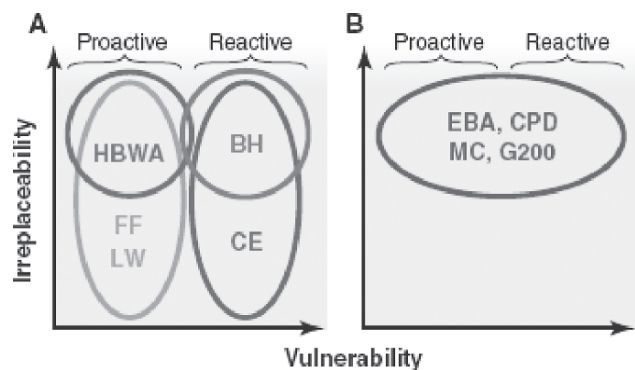 A
Proactive
Reactive
HBWA
BH
FF
LW
CE
B
Proactive
Reactive
EBA, CPD
MC, G200
Irreplaceability
Vulnerability